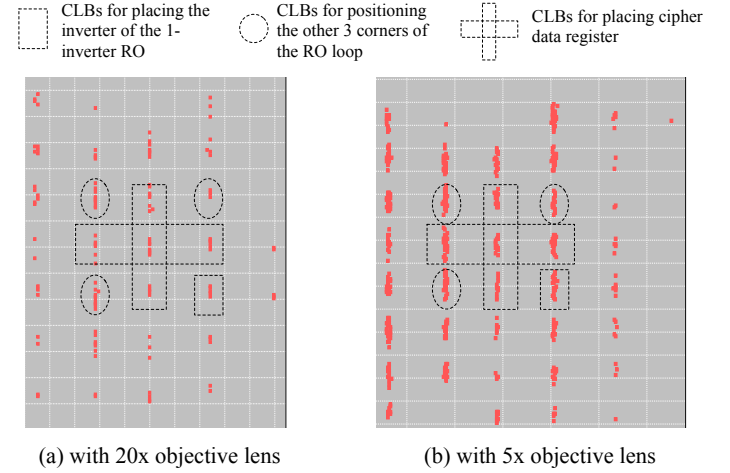 CLBs for placing the
inverter of the 1-
inverter RO
CLBs for positioning
the other 3 corners of
the RO loop
CLBs for placing cipher
data register
(a) with 20x objective lens
(b) with 5x objective lens